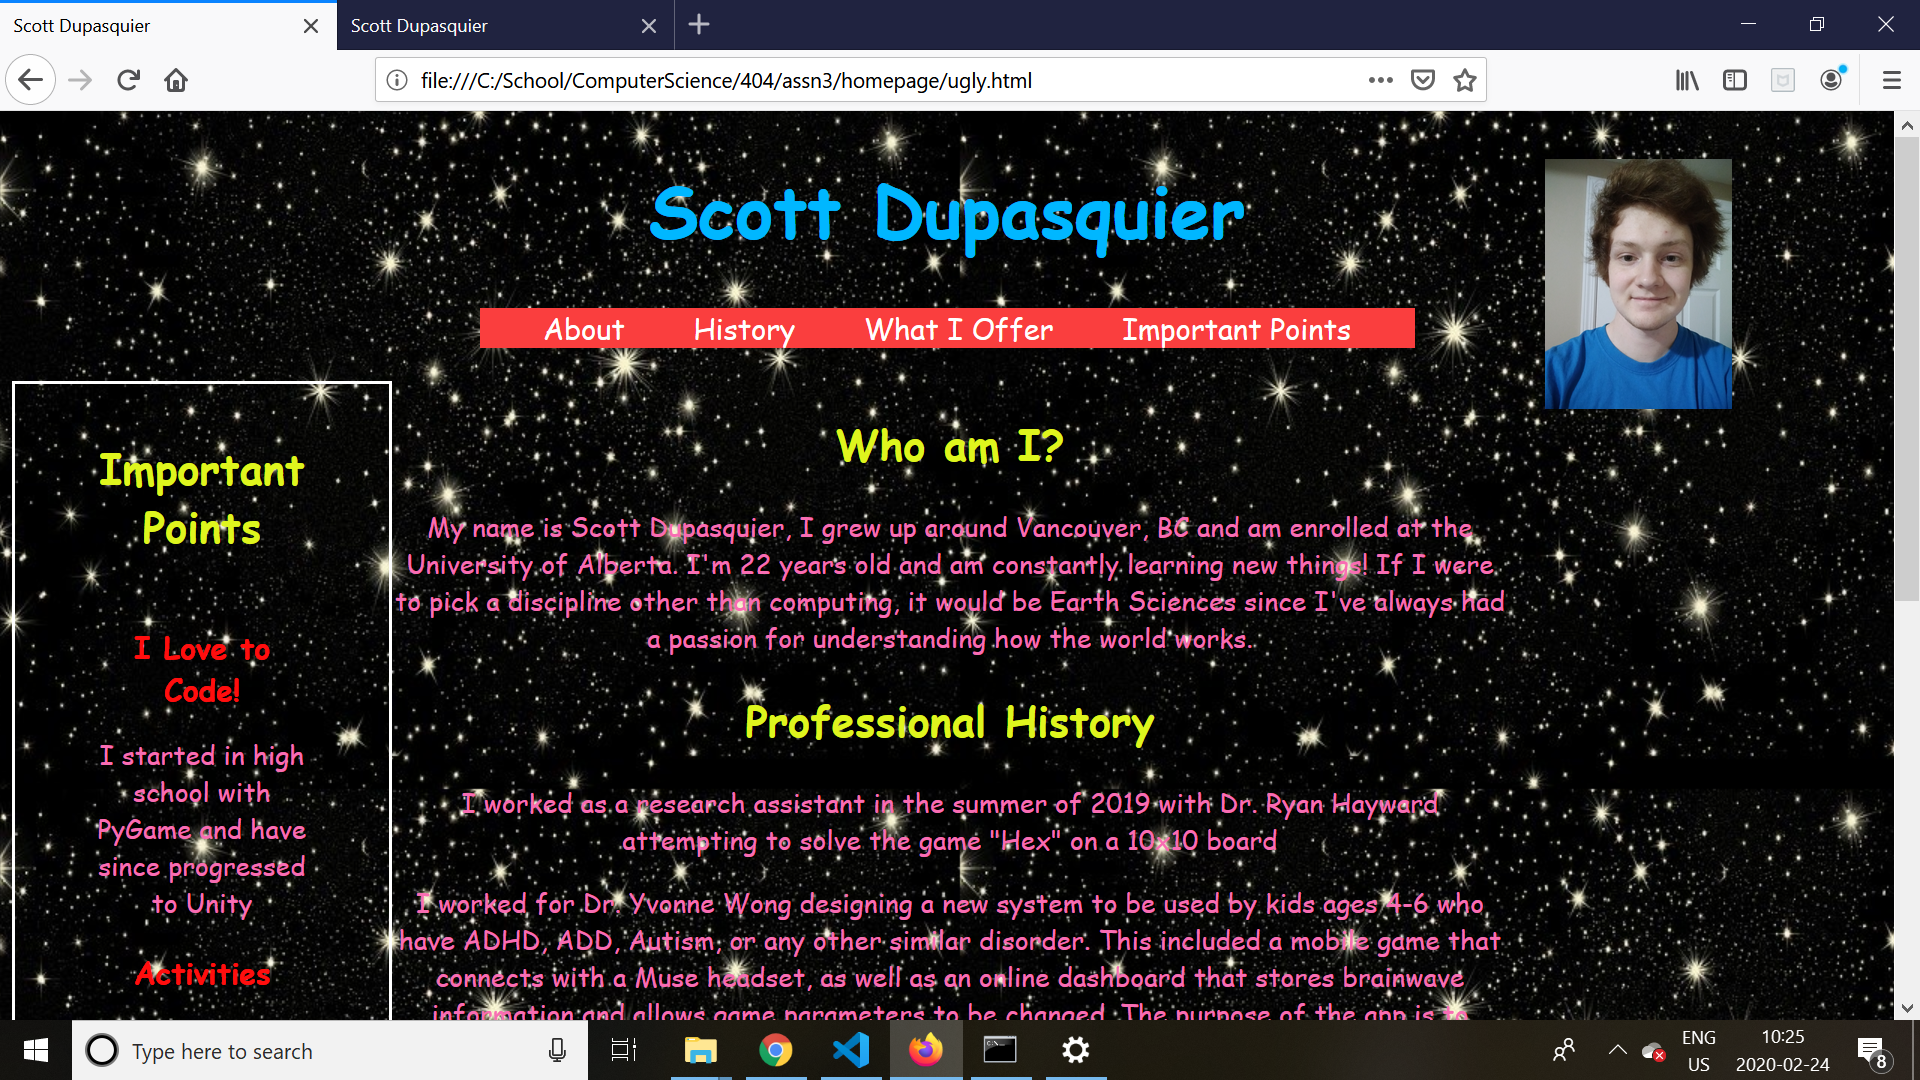 Scott Dupasquier
Scott Dupasquier
file:///C:/School/ComputerScience/404/assn3/homepage/ugly.html
Scott Dupasquier
About History What I Offer Important Points
Important
Points
I Love to
Code!
I started in high
school with
PyGame and have
since progressed
to Unity
Activities
Who am I?
My name is Scott Dupasquier, I grew up around Vancouver, BC and am enrolled at the
University of Alberta. I'm 22 years old and am constantly learning new things! If I were
to pick a discipline other than computing, it would be Earth Sciences since I've always had
a passion for understanding how the world works.
Professional History
I worked as a research assistant in the summer of 2019 with Dr. Ryan Hayward
attempting to solve the game "Hex" on a 10x10 board
I worked for Dr. Yvonne Wong designing a new system to be used by kids ages 4-6 who
have ADHD, ADD, Autism, or any other similar disorder. This included a mobile game that
connects with a Muse headset, as well as an online dashboard that stores brainwave
information and allows game parameters to be changed. The purpose of the app is to
Type here to search
ENG
US
10:25
2020-02-24
8